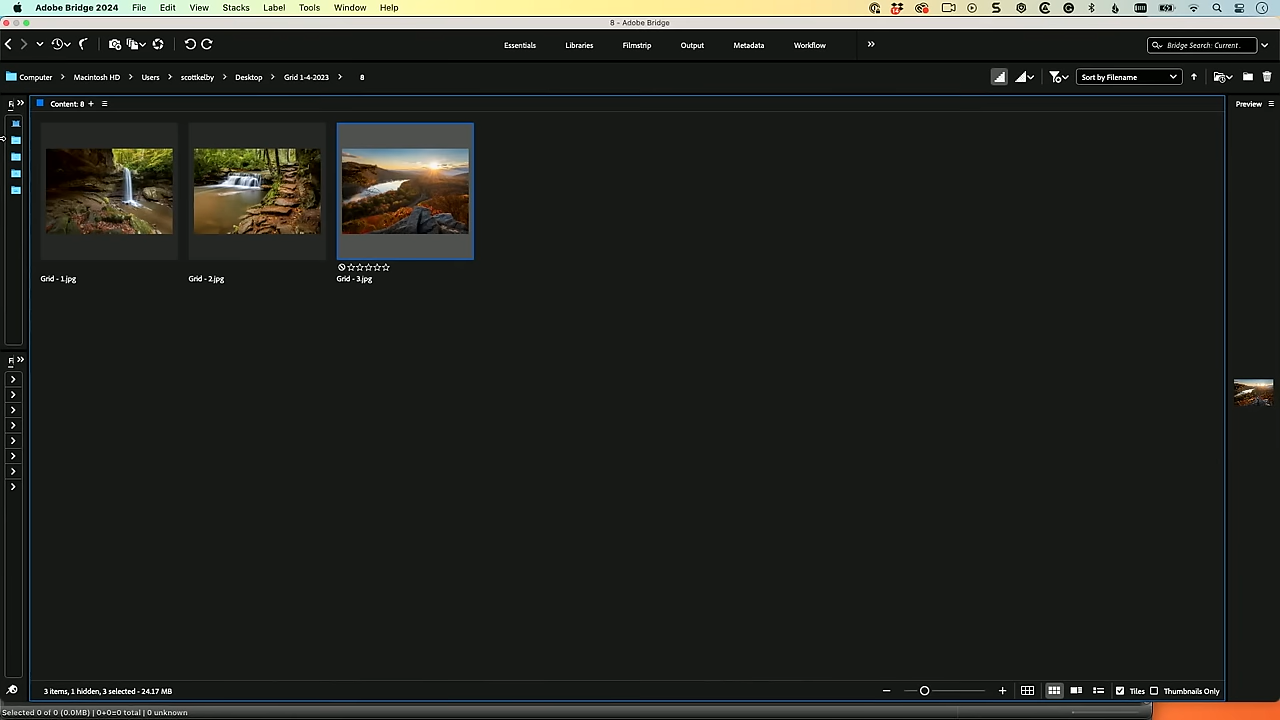 Adobe Bridge 2024 File Edit View Stacks Label Tools Window Help
8 - Adobe Bridge
Essentials Libraries Filmstrip Output Metadata Workflow Bridge Search: Current.
Computer Macintosh HD Users scottkelby Desktop Grid 1-4-2023 8 Sort by Filename
Content: 8 Preview
Grid - 1.jpg Grid - 2.jpg Grid - 3.jpg
3 items, 1 hidden, 3 selected - 24.17 MB Tiles Thumbnails Only
Selected 0 of 0 (0.0MB) | 0+0=0 total | 0 unknown